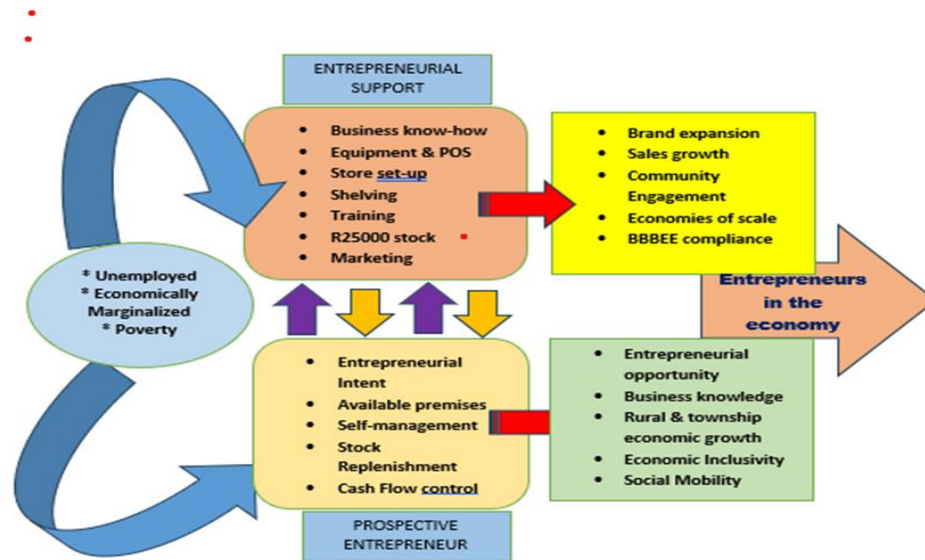 ENTREPRENEURIAL
SUPPORT
• Business know-how
• Equipment & POS
• Store set-up
• Shelving
• Training
• R25000 stock
• Marketing
• Brand expansion
• Sales growth
• Community
Engagement
• Economies of scale
• BBBEE compliance
* Unemployed
* Economically
Marginalized
* Poverty
Entrepreneurs
in the
economy
• Entrepreneurial
Intent
• Available premises
• Self-management
• Stock
Replenishment
• Cash Flow control
• Entrepreneurial
opportunity
• Business knowledge
• Rural & township
economic growth
• Economic Inclusivity
• Social Mobility
PROSPECTIVE
ENTREPRENEUR